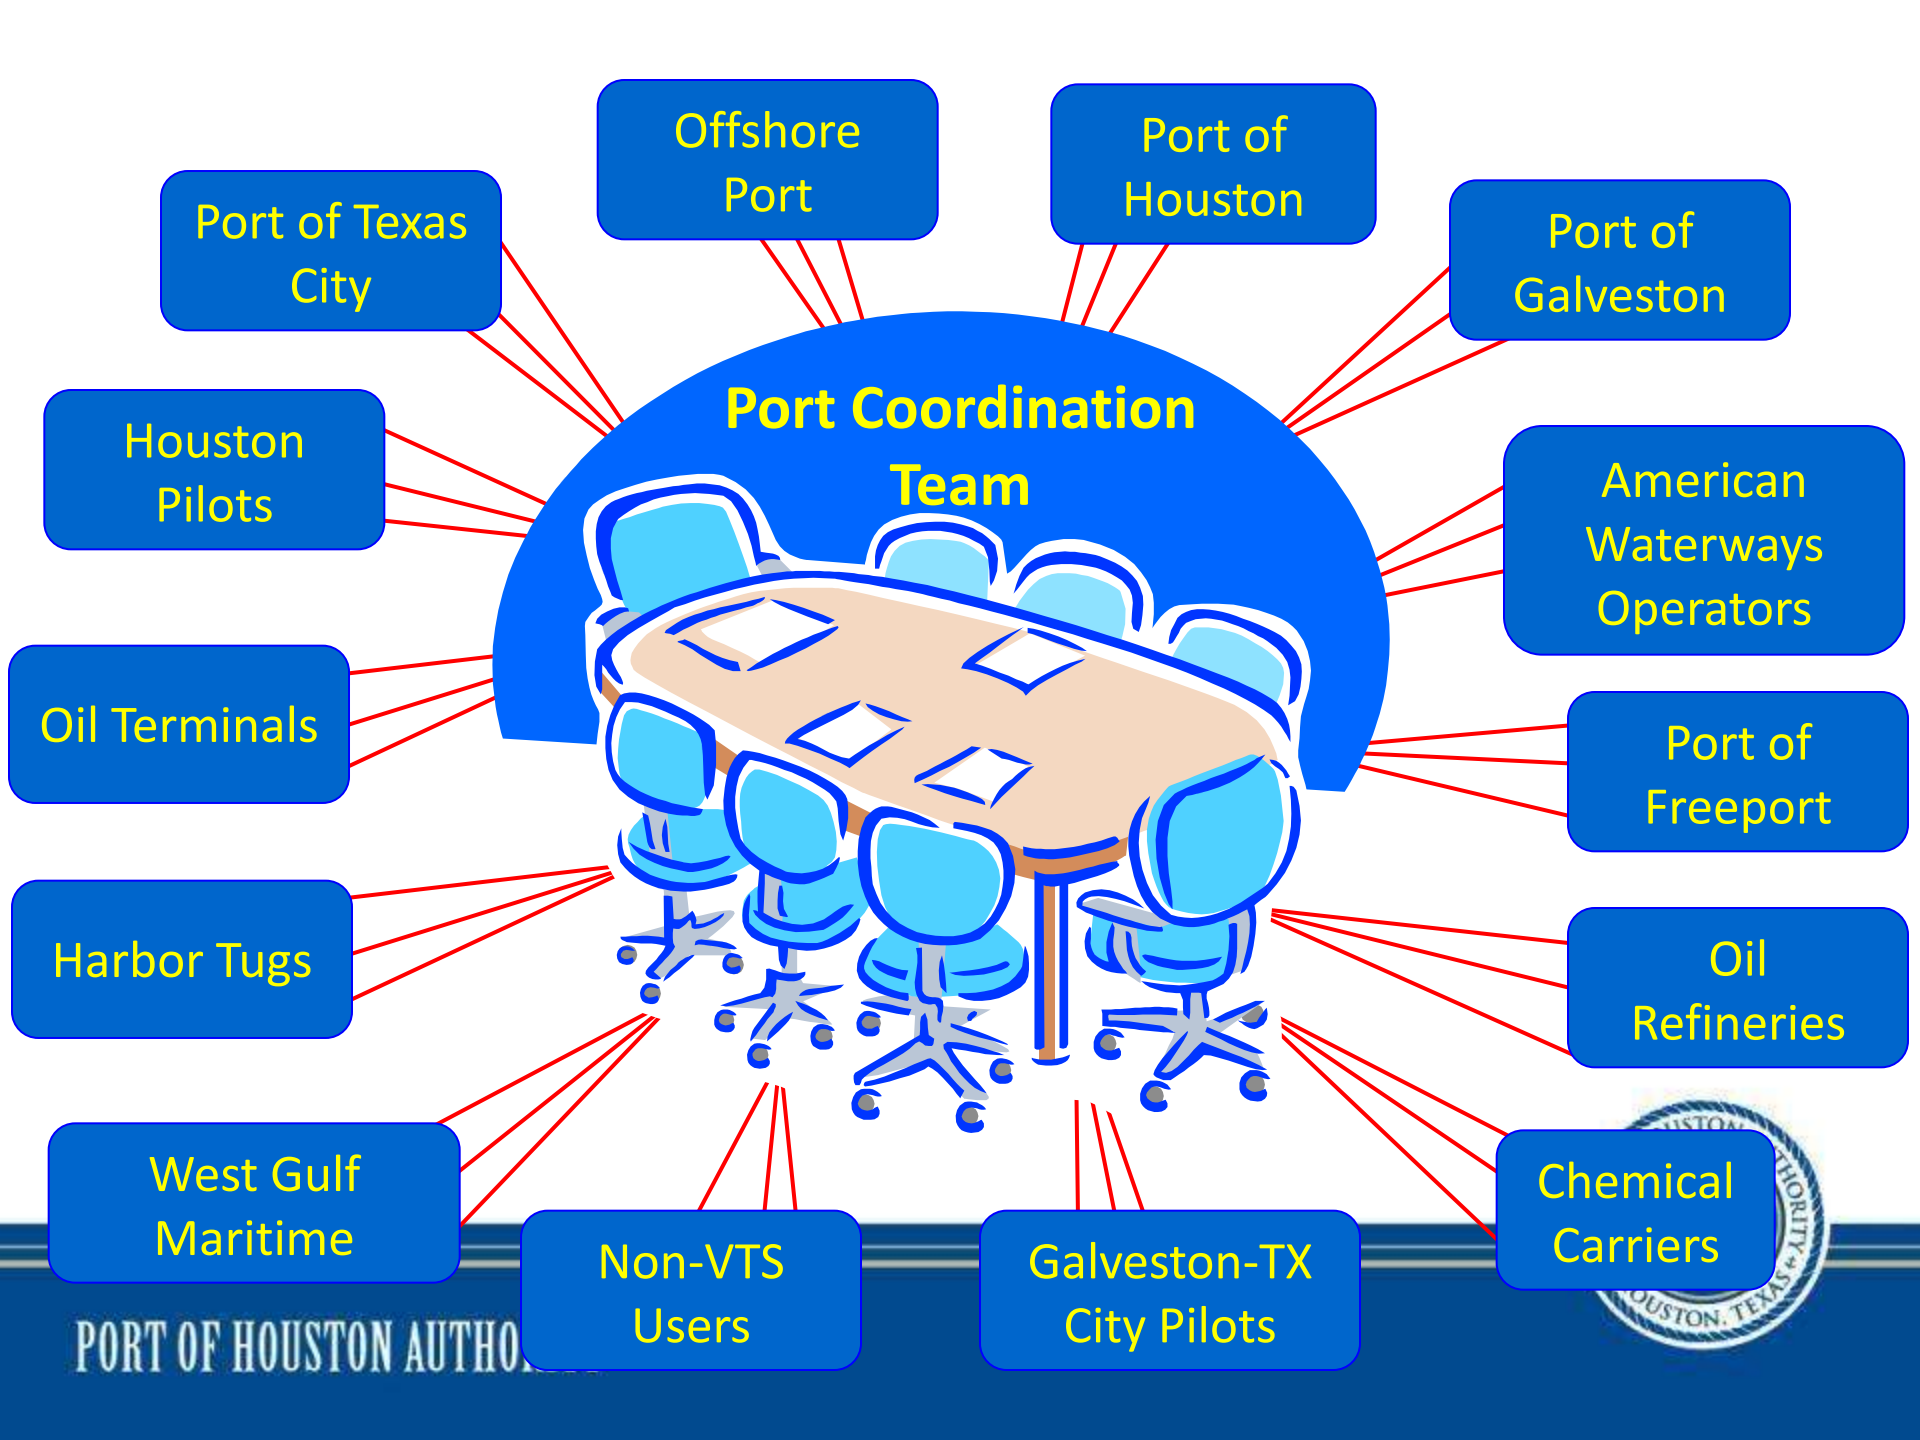 Offshore
Port
Port of
Houston
Port of Texas
City
Port of
Galveston
Port Coordination
Team
Houston
Pilots
American
Waterways
Operators
Oil Terminals
Port of
Freeport
Harbor Tugs
Oil
Refineries
West Gulf
Maritime
Chemical
Carriers
Non-VTS
Users
Galveston-TX
City Pilots
PORT OF HOUSTON
HOUSTON, TEXAS